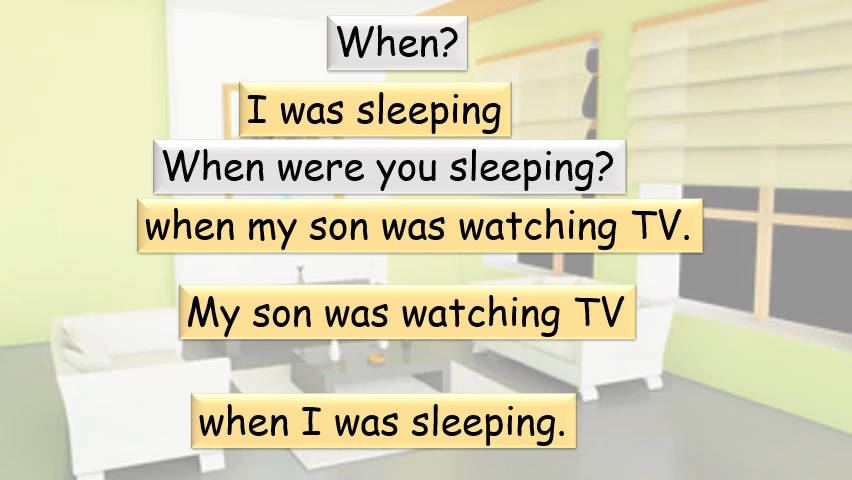 When?
I was sleeping
When were you sleeping?
when my son was watching TV.
My son was watching TV
when I was sleeping.